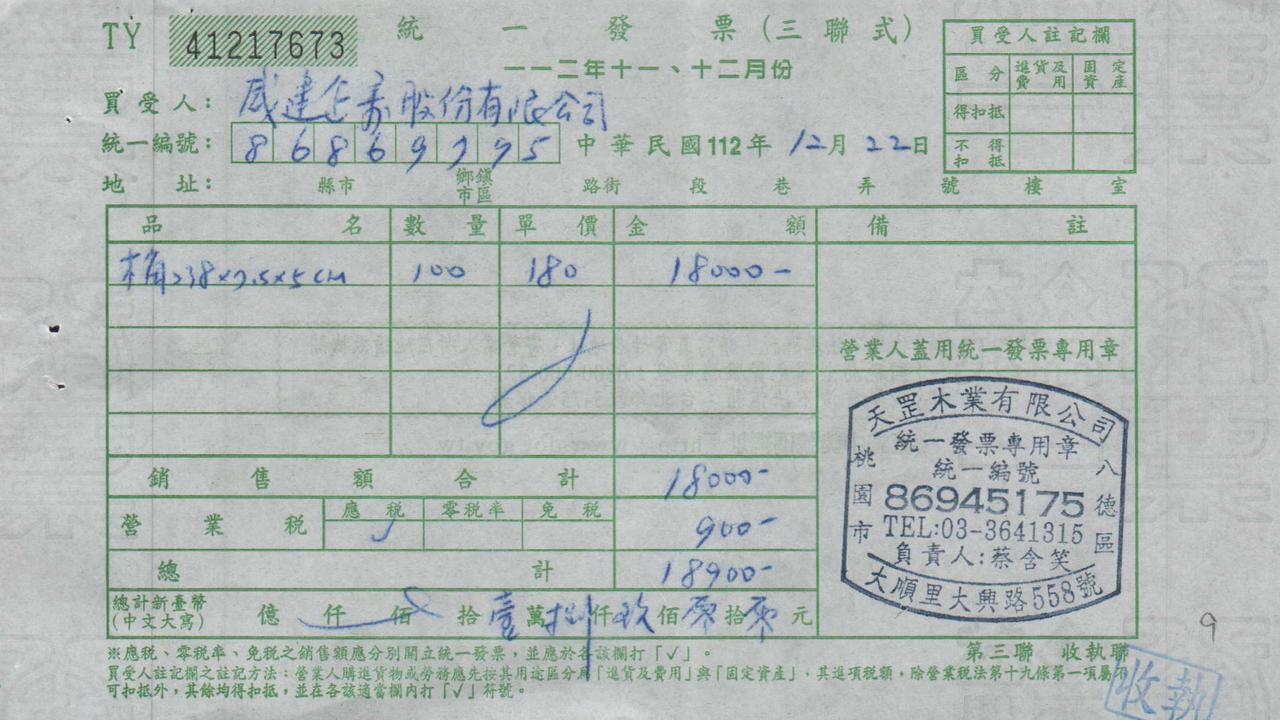 TY 41217673 統一發票(三聯式)
一一二年十一、十二月份
買受人註記欄
區分 進貨及費用 固定資產
得扣抵
不得扣抵
買受人: 威建企業股份有限公司
統一編號: 86869795 中華民國112年12月22日
地址: 縣市 鄉鎮市區 路街 段 巷 弄 號 樓 室
品名 數量 單價 金額 備註
木角238×7.5×5cm 100 180 18000-
營業人蓋用統一發票專用章
銷售額合計 18000-
營業稅 應稅 零稅率 免稅 900-
總計 18900-
總計新臺幣(中文大寫) 億 仟 佰 拾壹萬捌仟玖佰零拾零元
天罡木業有限公司
統一發票專用章
統一編號
86945175
TEL:03-3641315
負責人:蔡含笑
桃園市 八德區
大順里大興路558號
9
※應稅、零稅率、免稅之銷售額應分別開立統一發票,並應於各該欄打「✓」。
第三聯 收執聯
買受人註記欄之註記方法:營業人購進貨物或勞務應先按其用途區分為「進貨及費用」與「固定資產」,其進項稅額,除營業稅法第十九條第一項屬不
可扣抵外,其餘均得扣抵,並在各該適當欄內打「✓」符號。
收執